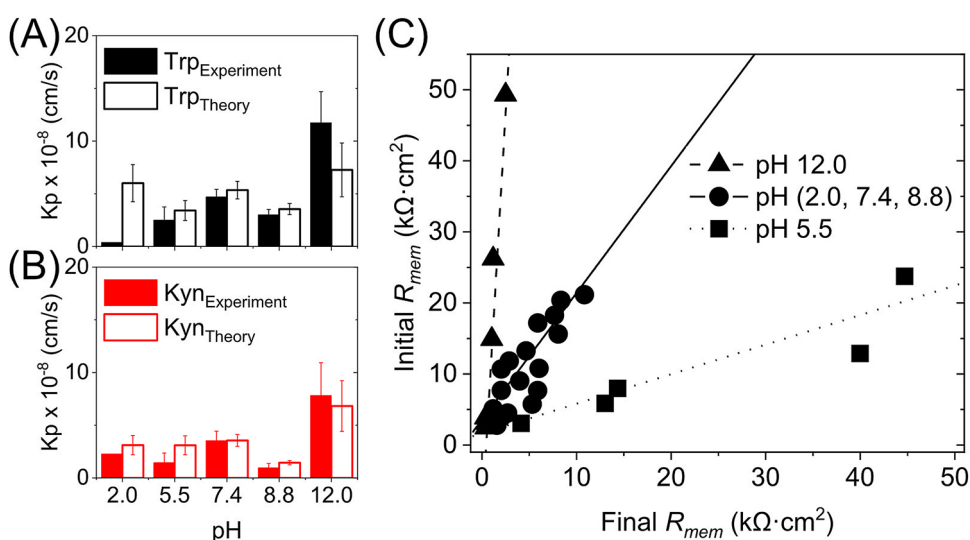 (A)
20
10
0
Kp x 10⁻⁸ (cm/s)
Trp_Experiment
Trp_Theory
(B)
20
10
0
Kp x 10⁻⁸ (cm/s)
Kyn_Experiment
Kyn_Theory
2.0 5.5 7.4 8.8 12.0
pH
(C)
50
40
30
20
10
0
Initial R_mem (kΩ·cm²)
pH 12.0
pH (2.0, 7.4, 8.8)
pH 5.5
0 10 20 30 40 50
Final R_mem (kΩ·cm²)